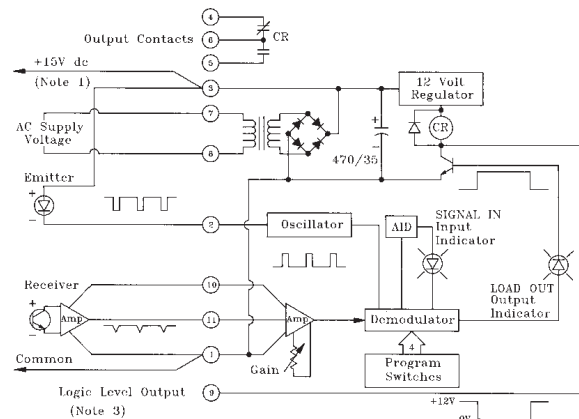 4
Output Contacts 6 CR
5
+15V dc
(Note 1) 3
12 Volt
Regulator
7
AC Supply
Voltage
8
CR
+
470/35
−
Emitter
+
−
2
Oscillator
AID
SIGNAL IN
Input
Indicator
Receiver
+
−
Amp
10
11
1
Amp
Gain
Demodulator
LOAD OUT
Output
Indicator
4
Program
Switches
Common
Logic Level Output 9
(Note 3)
+12V
0V